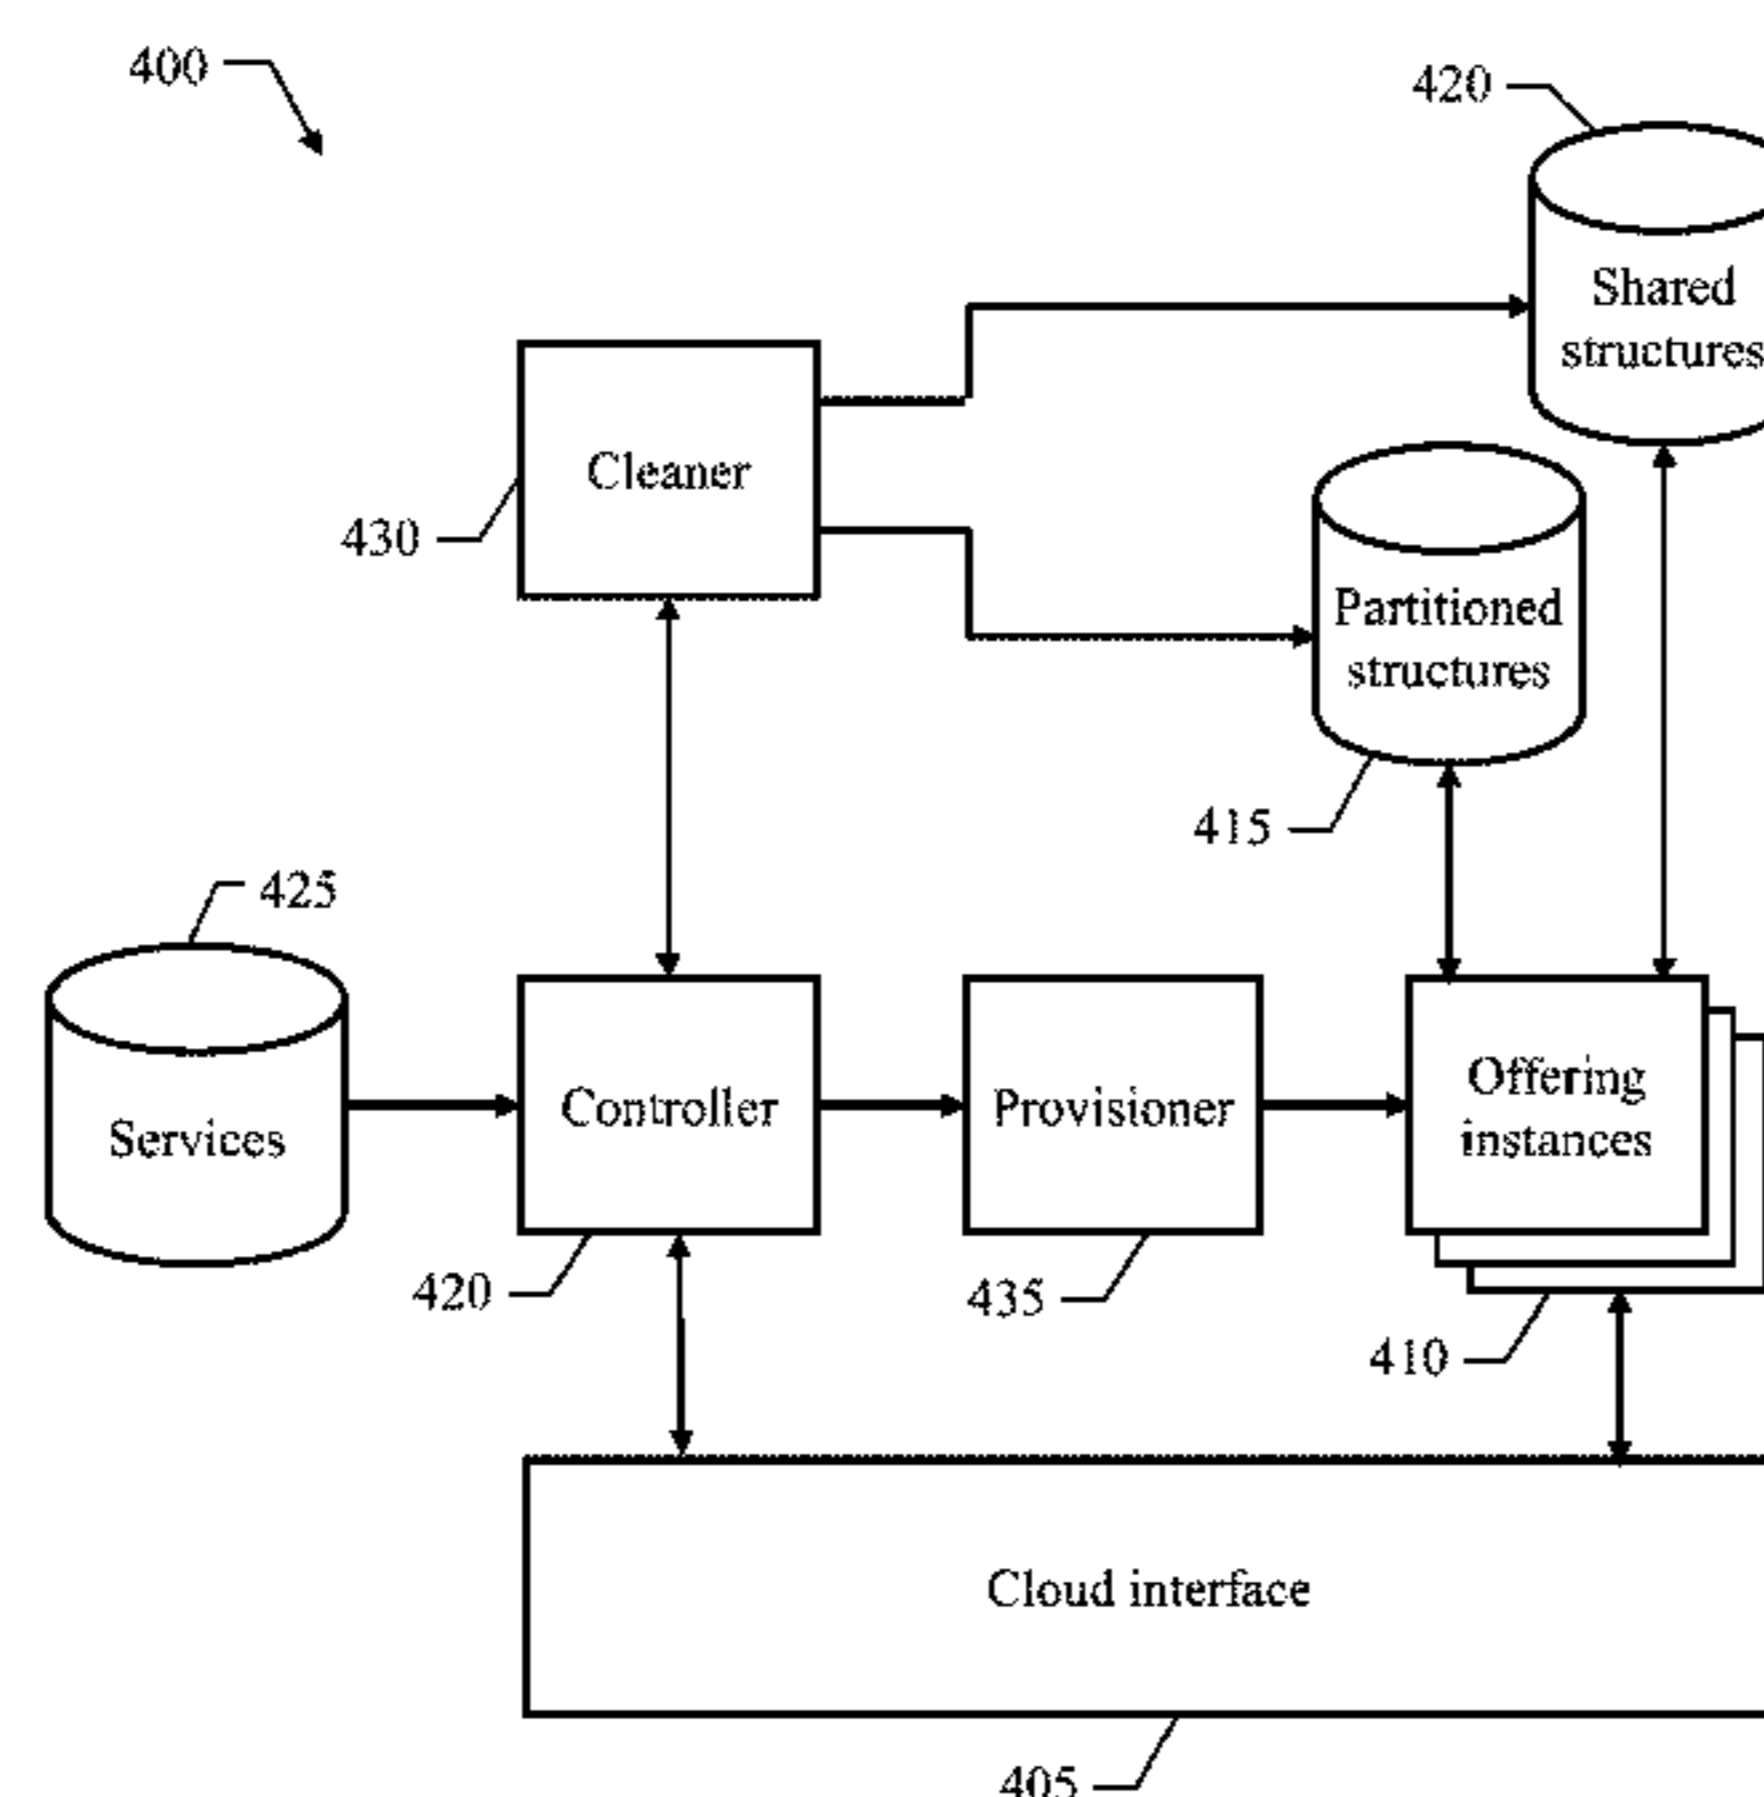 400
420
Shared
structures
Cleaner
430
Partitioned
structures
415
425
Services
Controller
Provisioner
Offering
instances
420
435
410
Cloud interface
405